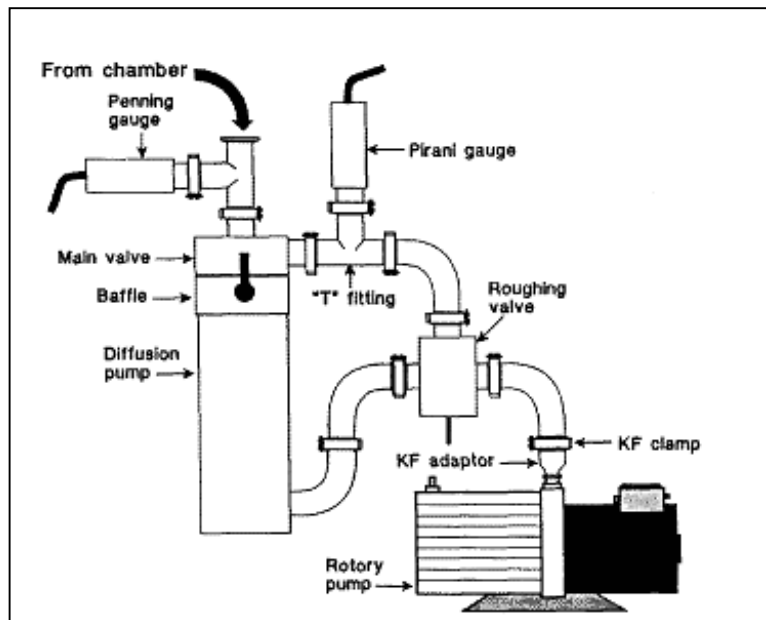 From chamber
Penning
gauge
Pirani gauge
Main valve
"T" fitting
Baffle
Roughing
valve
Diffusion
pump
KF clamp
KF adaptor
Rotory
pump